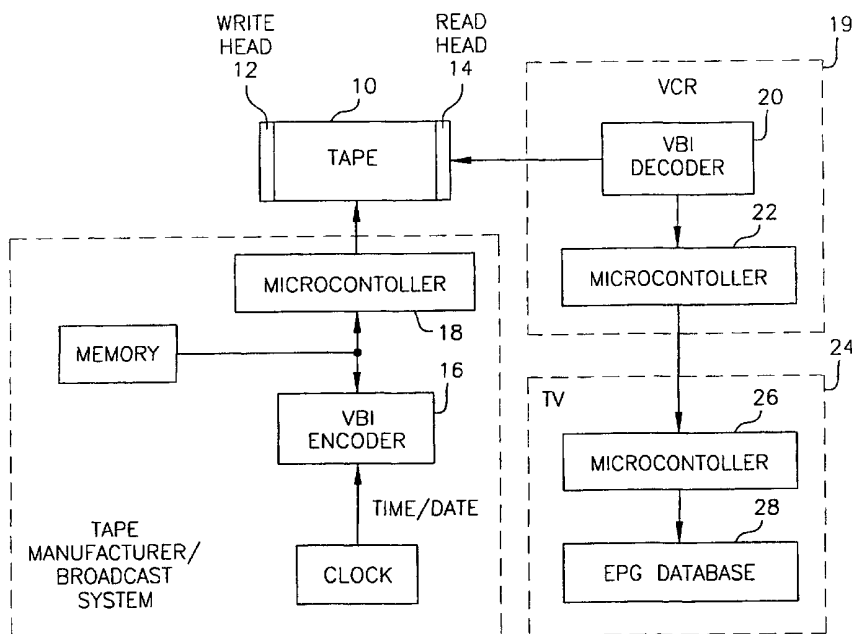 WRITE
HEAD
12
READ
HEAD
14
10
TAPE
19
VCR
20
VBI
DECODER
22
MICROCONTOLLER
MICROCONTOLLER
18
MEMORY
16
VBI
ENCODER
TIME/DATE
CLOCK
TAPE
MANUFACTURER/
BROADCAST
SYSTEM
24
TV
26
MICROCONTOLLER
28
EPG DATABASE